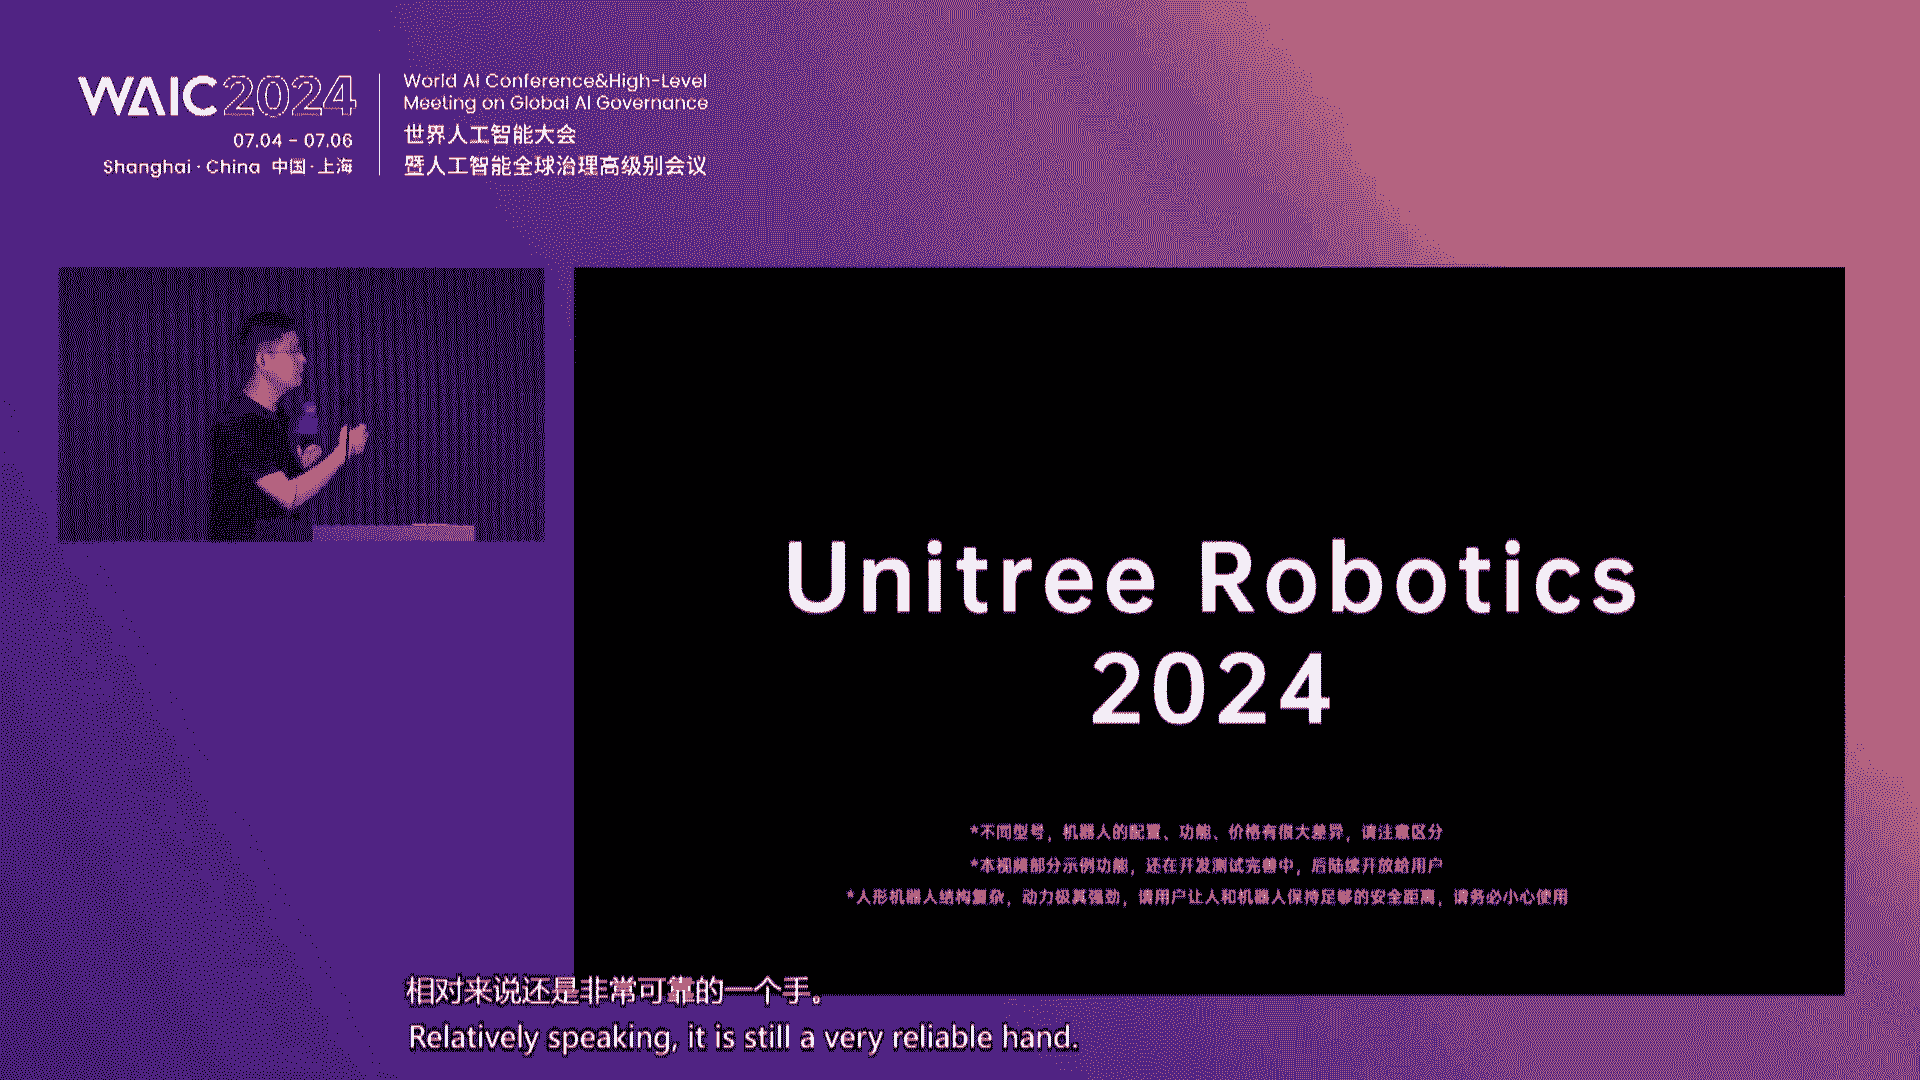 WAIC 2024
07.04 - 07.06
Shanghai · China 中国·上海
World AI Conference&High-Level
Meeting on Global AI Governance
世界人工智能大会
暨人工智能全球治理高级别会议
Unitree Robotics
2024
*不同型号，机器人的配置、功能、价格有很大差异，请注意区分
*本视频部分示例功能，还在开发测试完善中，后陆续开放给用户
*人形机器人结构复杂，动力极其强劲，请用户让人和机器人保持足够的安全距离，请务必小心使用
相对来说还是非常可靠的一个手。
Relatively speaking, it is still a very reliable hand.